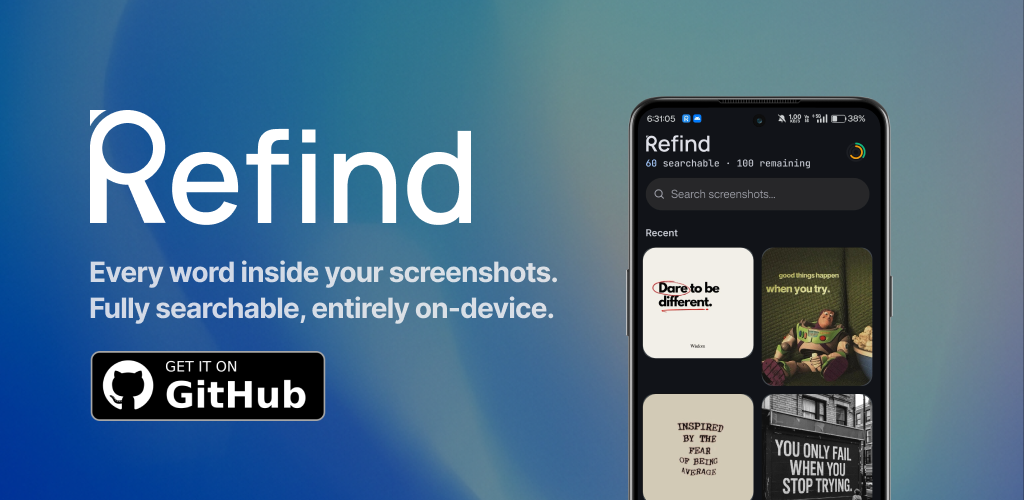 Refind
Every word inside your screenshots.
Fully searchable, entirely on-device.
GET IT ON
GitHub
6:31:05
38%
Refind
60 searchable · 100 remaining
Search screenshots...
Recent
Dare to be
different.
Wisdom
good things happen
when you try.
INSPIRED
BY THE
FEAR
OF BEING
AVERAGE
YOU ONLY FAIL
WHEN YOU
STOP TRYING.